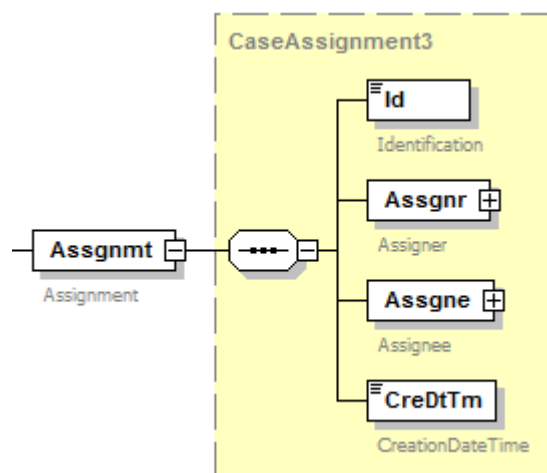 CaseAssignment3
Id
Identification
Assgnr
Assigner
Assgnmt
Assignment
Assgne
Assignee
CreDtTm
CreationDateTime